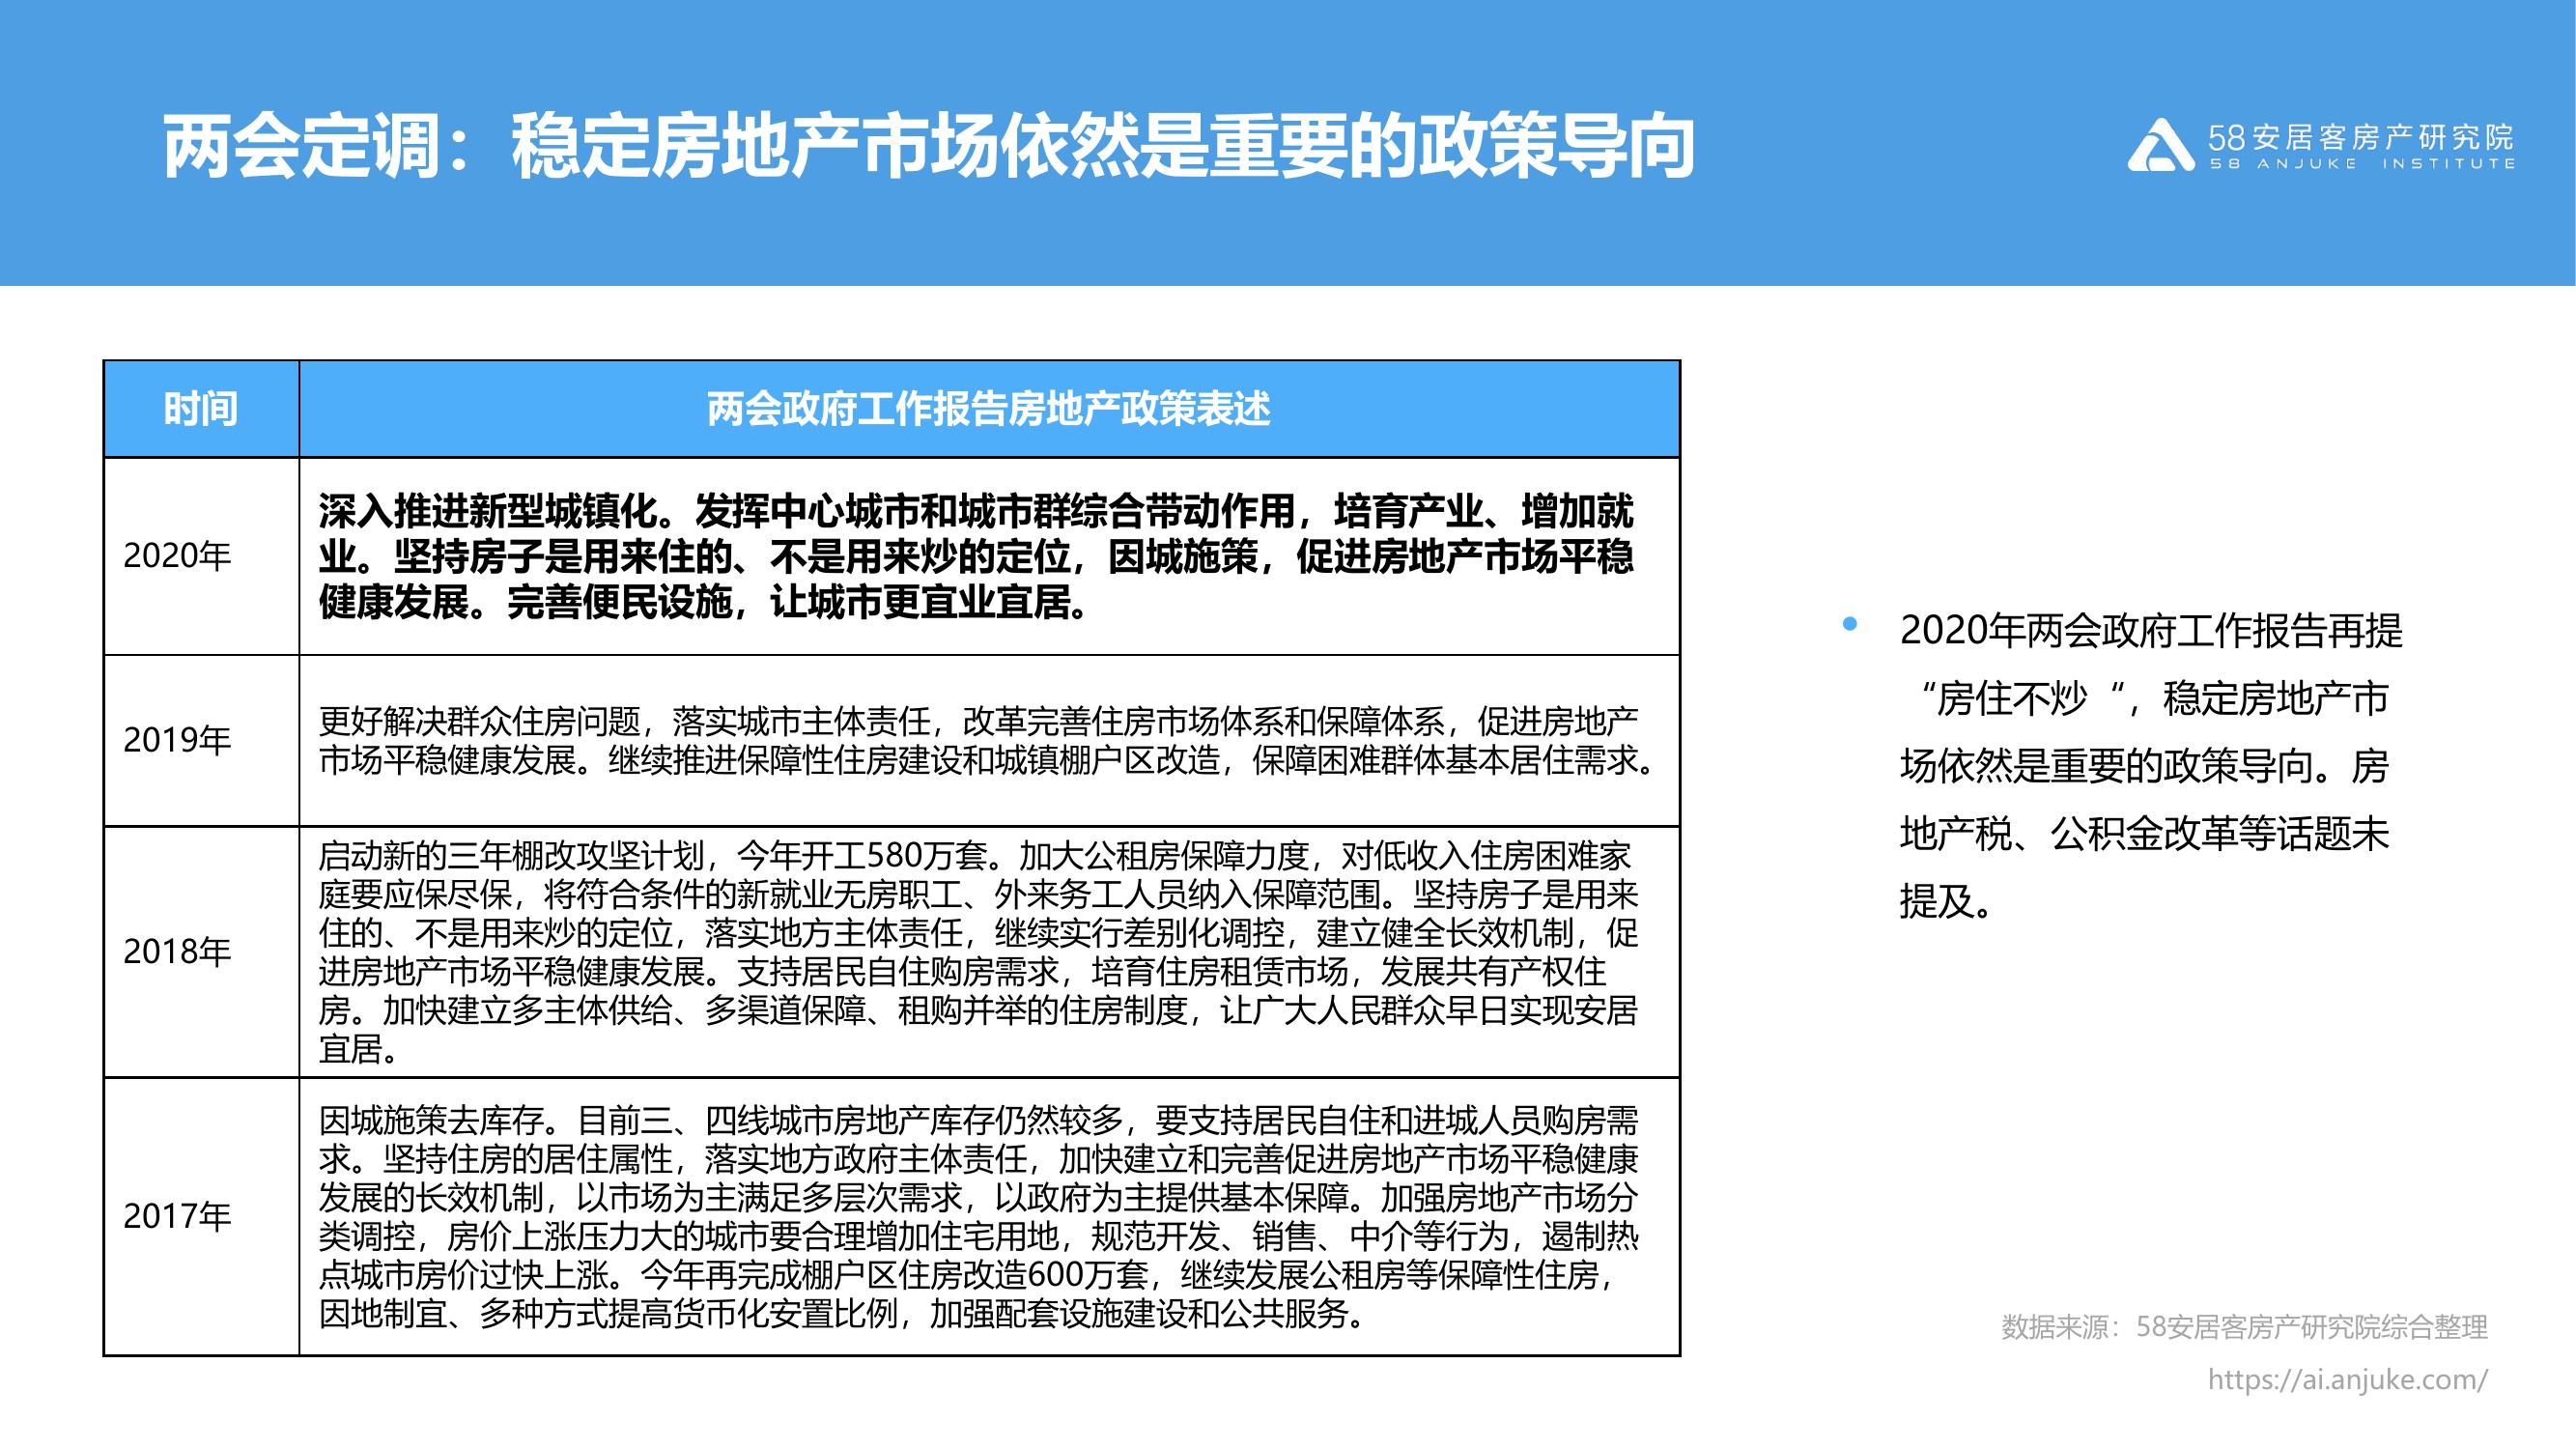 两会定调：稳定房地产市场依然是重要的政策导向
58安居客房产研究院
58 ANJUKE INSTITUTE
时间
两会政府工作报告房地产政策表述
2020年
深入推进新型城镇化。发挥中心城市和城市群综合带动作用，培育产业、增加就
业。坚持房子是用来住的、不是用来炒的定位，因城施策，促进房地产市场平稳
健康发展。完善便民设施，让城市更宜业宜居。
2019年
更好解决群众住房问题，落实城市主体责任，改革完善住房市场体系和保障体系，促进房地产
市场平稳健康发展。继续推进保障性住房建设和城镇棚户区改造，保障困难群体基本居住需求。
2018年
启动新的三年棚改攻坚计划，今年开工580万套。加大公租房保障力度，对低收入住房困难家
庭要应保尽保，将符合条件的新就业无房职工、外来务工人员纳入保障范围。坚持房子是用来
住的、不是用来炒的定位，落实地方主体责任，继续实行差别化调控，建立健全长效机制，促
进房地产市场平稳健康发展。支持居民自住购房需求，培育住房租赁市场，发展共有产权住
房。加快建立多主体供给、多渠道保障、租购并举的住房制度，让广大人民群众早日实现安居
宜居。
2017年
因城施策去库存。目前三、四线城市房地产库存仍然较多，要支持居民自住和进城人员购房需
求。坚持住房的居住属性，落实地方政府主体责任，加快建立和完善促进房地产市场平稳健康
发展的长效机制，以市场为主满足多层次需求，以政府为主提供基本保障。加强房地产市场分
类调控，房价上涨压力大的城市要合理增加住宅用地，规范开发、销售、中介等行为，遏制热
点城市房价过快上涨。今年再完成棚户区住房改造600万套，继续发展公租房等保障性住房，
因地制宜、多种方式提高货币化安置比例，加强配套设施建设和公共服务。
• 2020年两会政府工作报告再提
“房住不炒“，稳定房地产市
场依然是重要的政策导向。房
地产税、公积金改革等话题未
提及。
数据来源：58安居客房产研究院综合整理
https://ai.anjuke.com/